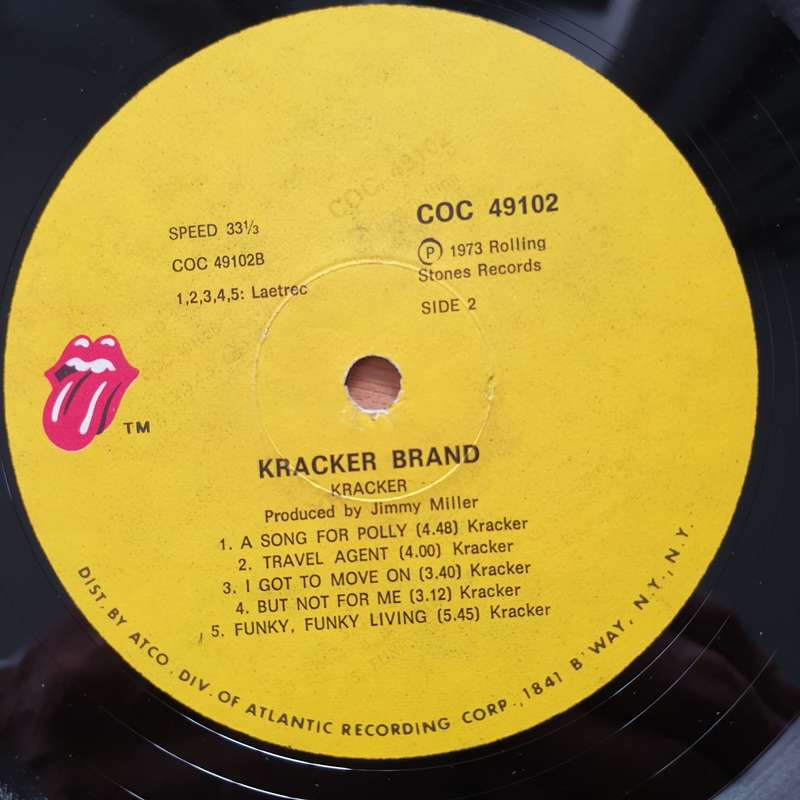 SPEED 33⅓
COC 49102B
1,2,3,4,5: Laetrec
COC 49102
Ⓟ 1973 Rolling
Stones Records
SIDE 2
TM
KRACKER BRAND
KRACKER
Produced by Jimmy Miller
1. A SONG FOR POLLY (4.48) Kracker
2. TRAVEL AGENT (4.00) Kracker
3. I GOT TO MOVE ON (3.40) Kracker
4. BUT NOT FOR ME (3.12) Kracker
5. FUNKY, FUNKY LIVING (5.45) Kracker
DIST. BY ATCO. DIV. OF ATLANTIC RECORDING CORP., 1841 B'WAY, N.Y., N.Y.
COC 49102